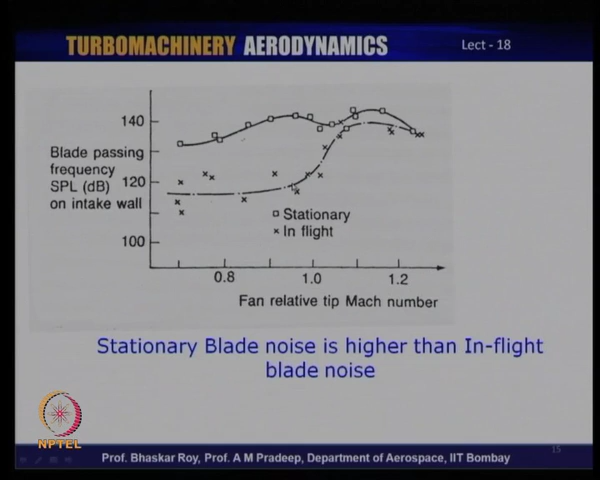 TURBOMACHINERY AERODYNAMICS
Lect - 18
140
120
100
Blade passing
frequency
SPL (dB)
on intake wall
Stationary
In flight
0.8 1.0 1.2
Fan relative tip Mach number
Stationary Blade noise is higher than In-flight
blade noise
NPTEL
15
Prof. Bhaskar Roy, Prof. A M Pradeep, Department of Aerospace, IIT Bombay